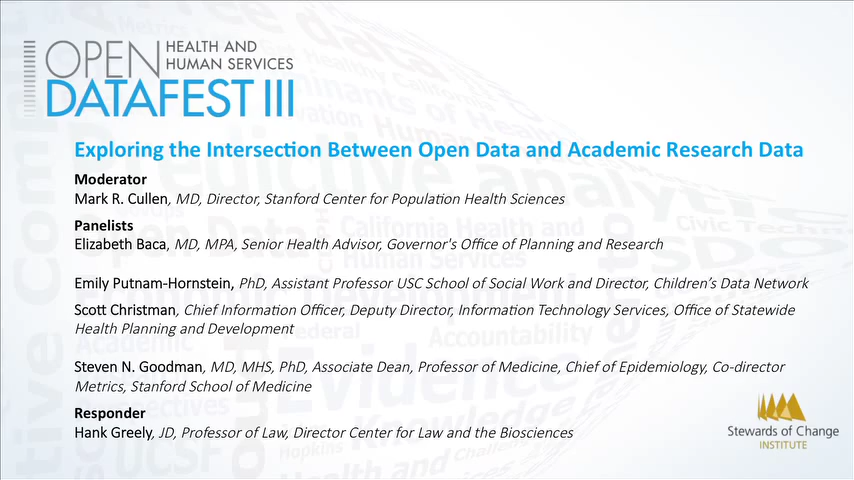 OPEN HEALTH AND
HUMAN SERVICES
DATAFEST III
Exploring the Intersection Between Open Data and Academic Research Data
Moderator
Mark R. Cullen, MD, Director, Stanford Center for Population Health Sciences
Panelists
Elizabeth Baca, MD, MPA, Senior Health Advisor, Governor's Office of Planning and Research
Emily Putnam-Hornstein, PhD, Assistant Professor USC School of Social Work and Director, Children’s Data Network
Scott Christman, Chief Information Officer, Deputy Director, Information Technology Services, Office of Statewide
Health Planning and Development
Steven N. Goodman, MD, MHS, PhD, Associate Dean, Professor of Medicine, Chief of Epidemiology, Co-director
Metrics, Stanford School of Medicine
Responder
Hank Greely, JD, Professor of Law, Director Center for Law and the Biosciences
Stewards of Change
INSTITUTE